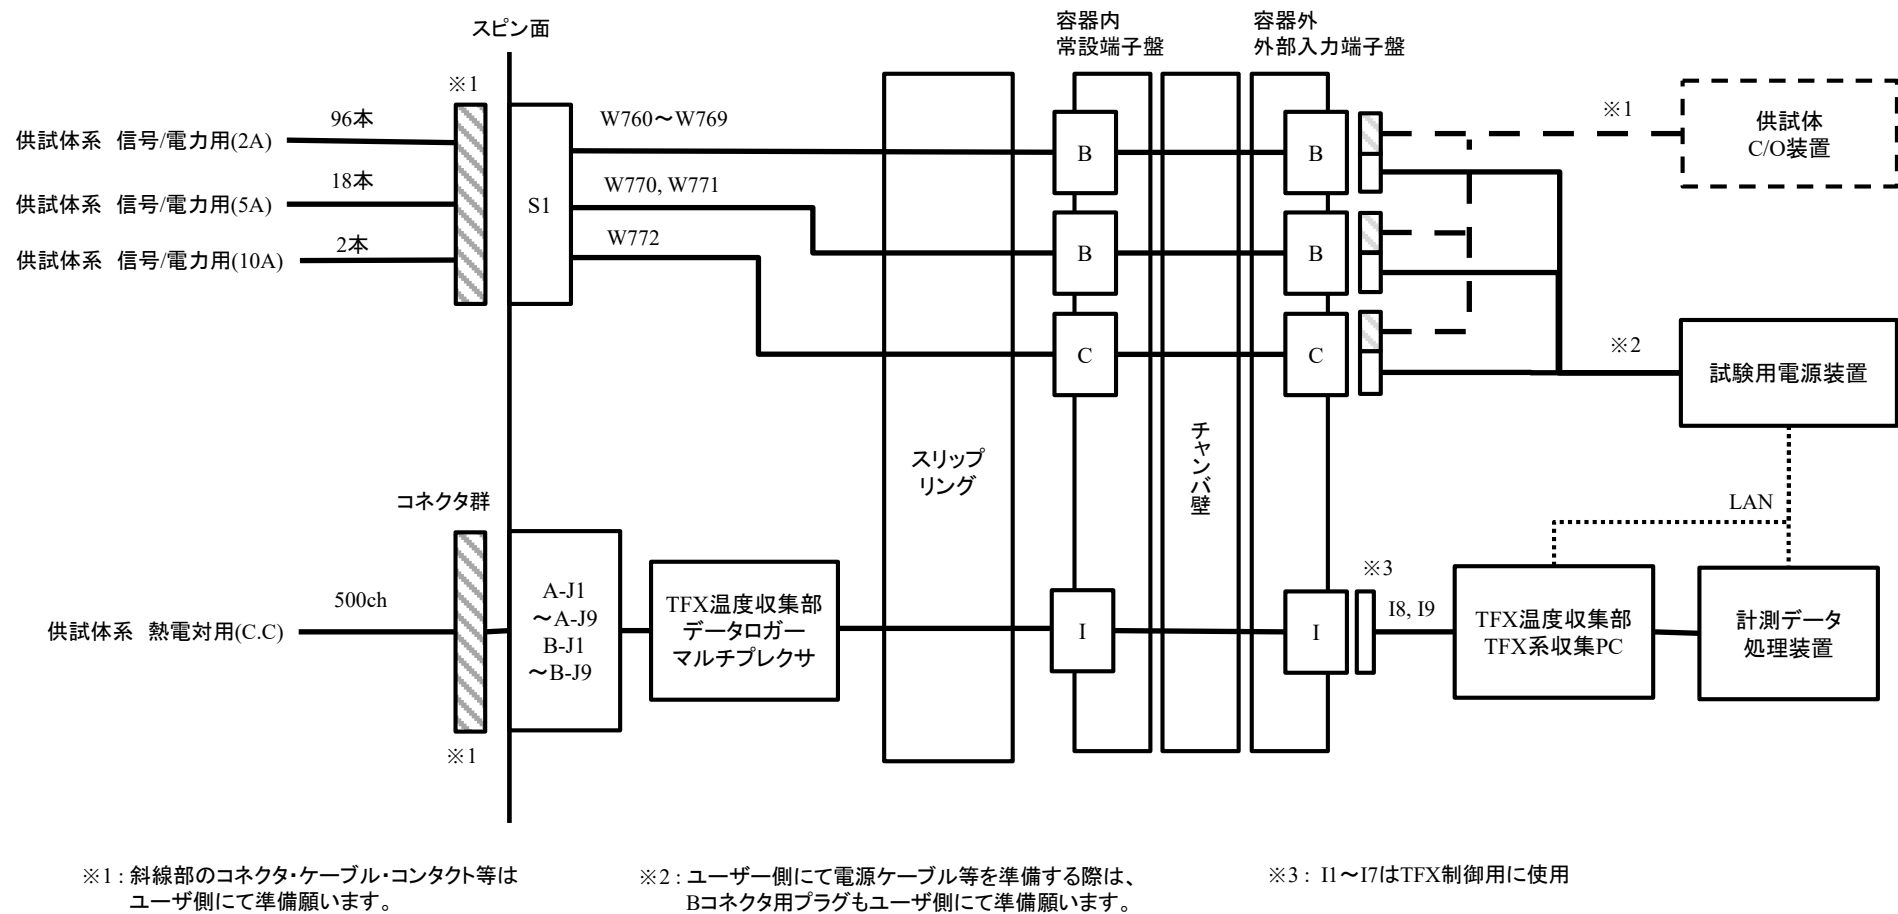 スピン面
容器内
常設端子盤
容器外
外部入力端子盤
※1
96本
供試体系 信号/電力用(2A)
18本
供試体系 信号/電力用(5A)
2本
供試体系 信号/電力用(10A)
S1
W760～W769
W770, W771
W772
B
B
B
B
C
C
※1
供試体
C/O装置
※2
試験用電源装置
スリップ
リング
チャンバ壁
LAN
コネクタ群
500ch
供試体系 熱電対用(C.C)
※1
A-J1
～A-J9
B-J1
～B-J9
TFX温度収集部
データロガー
マルチプレクサ
I
I
※3
I8, I9
TFX温度収集部
TFX系収集PC
計測データ
処理装置
※1 : 斜線部のコネクタ・ケーブル・コンタクト等は
ユーザ側にて準備願います。
※2 : ユーザー側にて電源ケーブル等を準備する際は、
Bコネクタ用プラグもユーザ側にて準備願います。
※3 : I1～I7はTFX制御用に使用